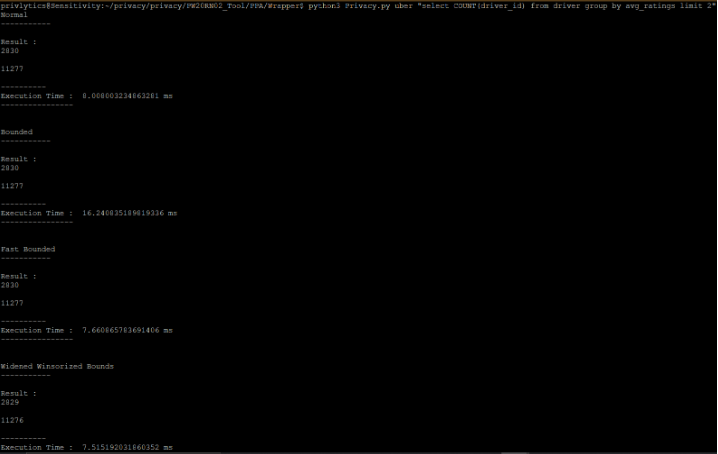 privlytics@Sensitivity:~/privacy/privacy/PW20RN02_Tool/PPA/Wrapper$ python3 Privacy.py uber "select COUNT(driver_id) from driver group by avg_ratings limit 2"
Normal
-----------
Result :
2830
11277
----------
Execution Time :  8.008003234863281 ms
----------------
Bounded
-----------
Result :
2830
11277
----------
Execution Time :  16.240835189819336 ms
----------------
Fast Bounded
-----------
Result :
2830
11277
----------
Execution Time :  7.660865783691406 ms
----------------
Widened Winsorized Bounds
-----------
Result :
2829
11276
----------
Execution Time :  7.515192031860352 ms